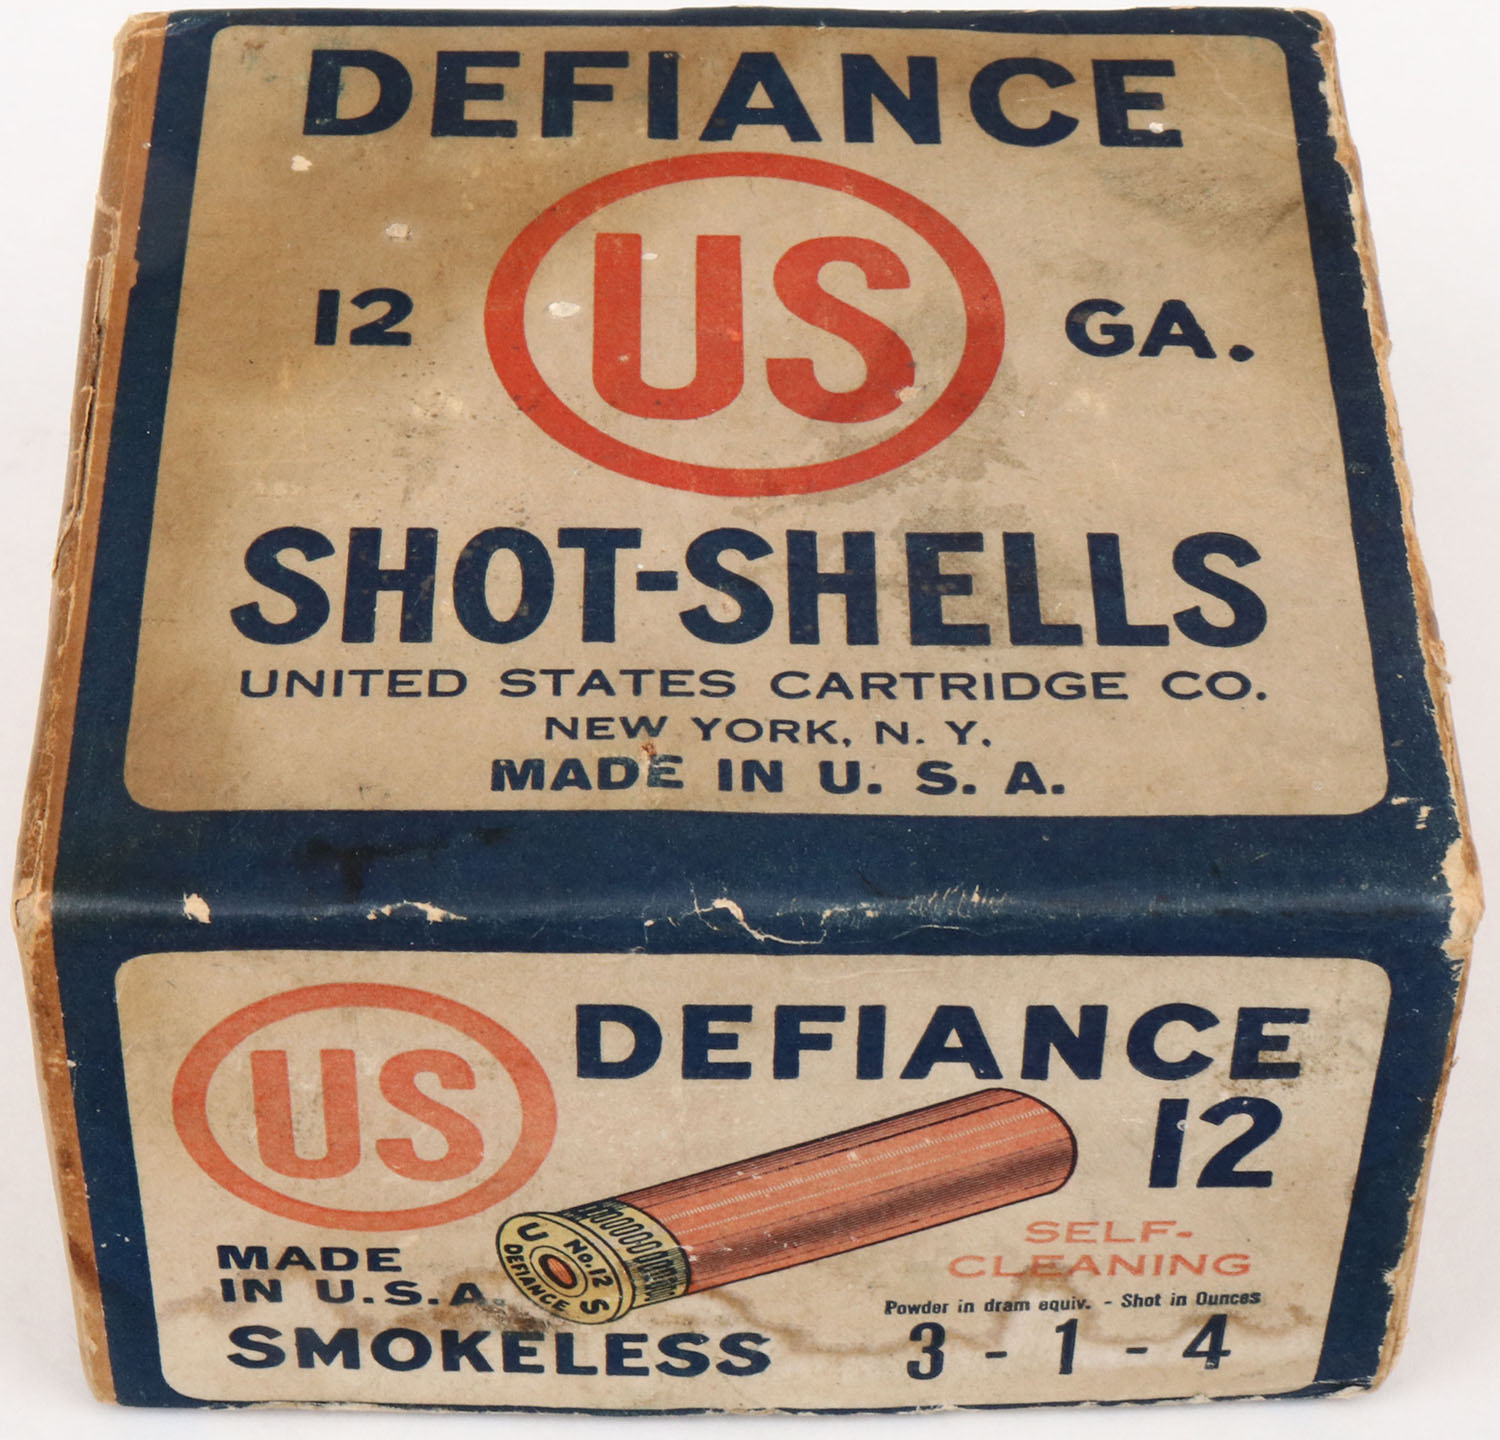 DEFIANCE
US
12 GA.
SHOT-SHELLS
UNITED STATES CARTRIDGE CO.
NEW YORK, N. Y.
MADE IN U. S. A.
US
DEFIANCE
12
U No.12 S
DEFIANCE
SELF-
CLEANING
MADE
IN U.S.A.
Powder in dram equiv. - Shot in Ounces
SMOKELESS
3 - 1 - 4